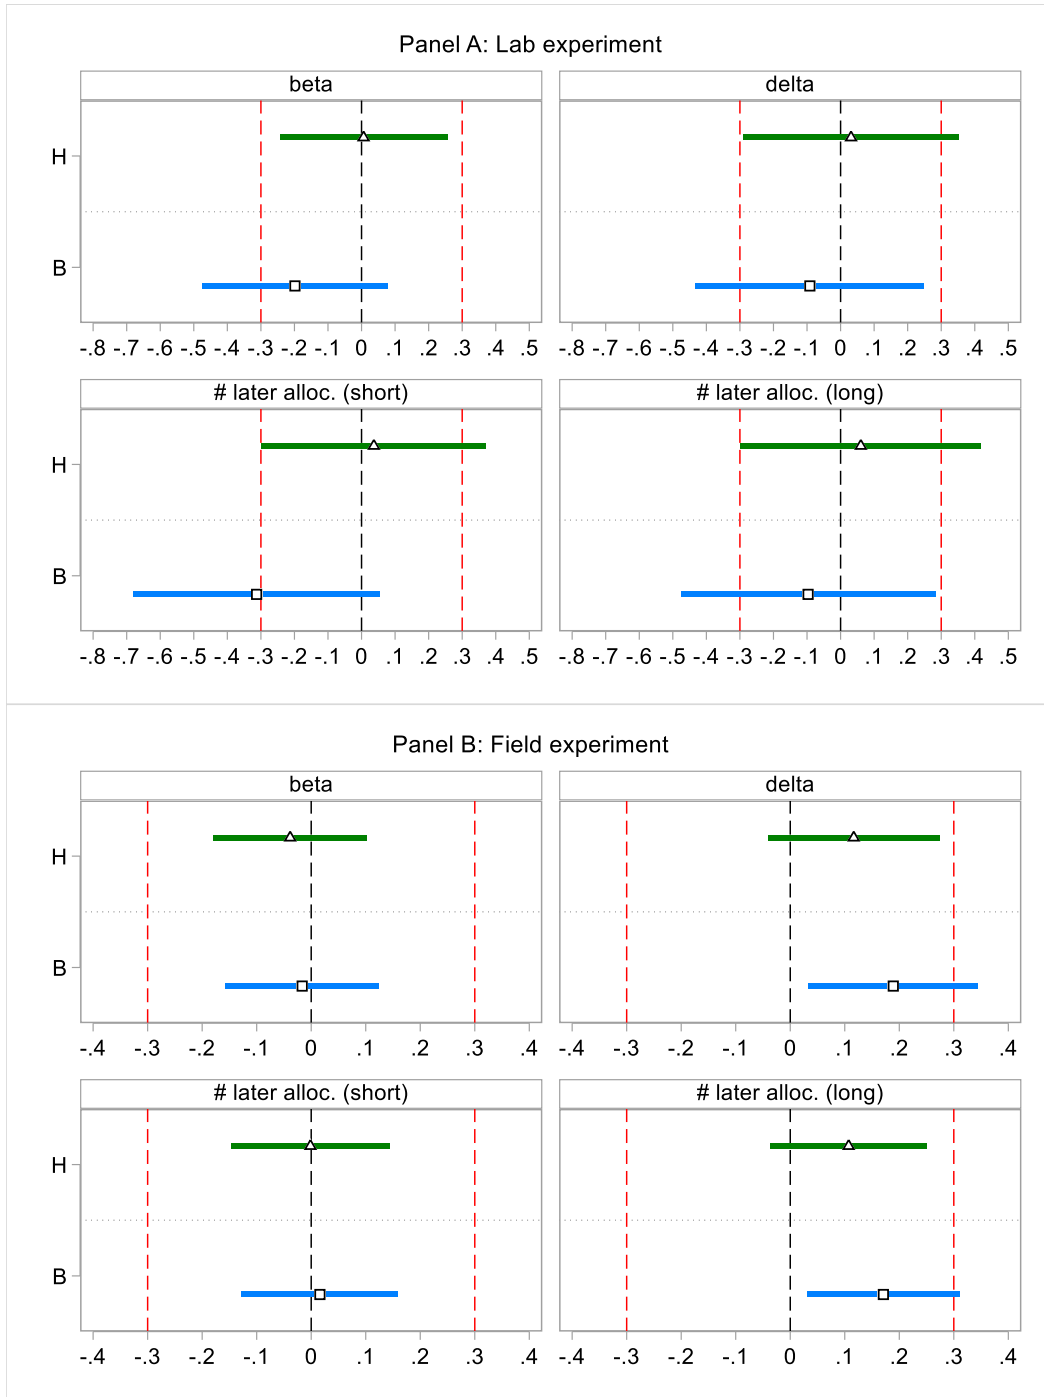 Panel A: Lab experiment
beta
delta
H
B
-.8 -.7 -.6 -.5 -.4 -.3 -.2 -.1 0 .1 .2 .3 .4 .5
-.8 -.7 -.6 -.5 -.4 -.3 -.2 -.1 0 .1 .2 .3 .4 .5
# later alloc. (short)
# later alloc. (long)
H
B
-.8 -.7 -.6 -.5 -.4 -.3 -.2 -.1 0 .1 .2 .3 .4 .5
-.8 -.7 -.6 -.5 -.4 -.3 -.2 -.1 0 .1 .2 .3 .4 .5
Panel B: Field experiment
beta
delta
H
B
-.4 -.3 -.2 -.1 0 .1 .2 .3 .4
-.4 -.3 -.2 -.1 0 .1 .2 .3 .4
# later alloc. (short)
# later alloc. (long)
H
B
-.4 -.3 -.2 -.1 0 .1 .2 .3 .4
-.4 -.3 -.2 -.1 0 .1 .2 .3 .4